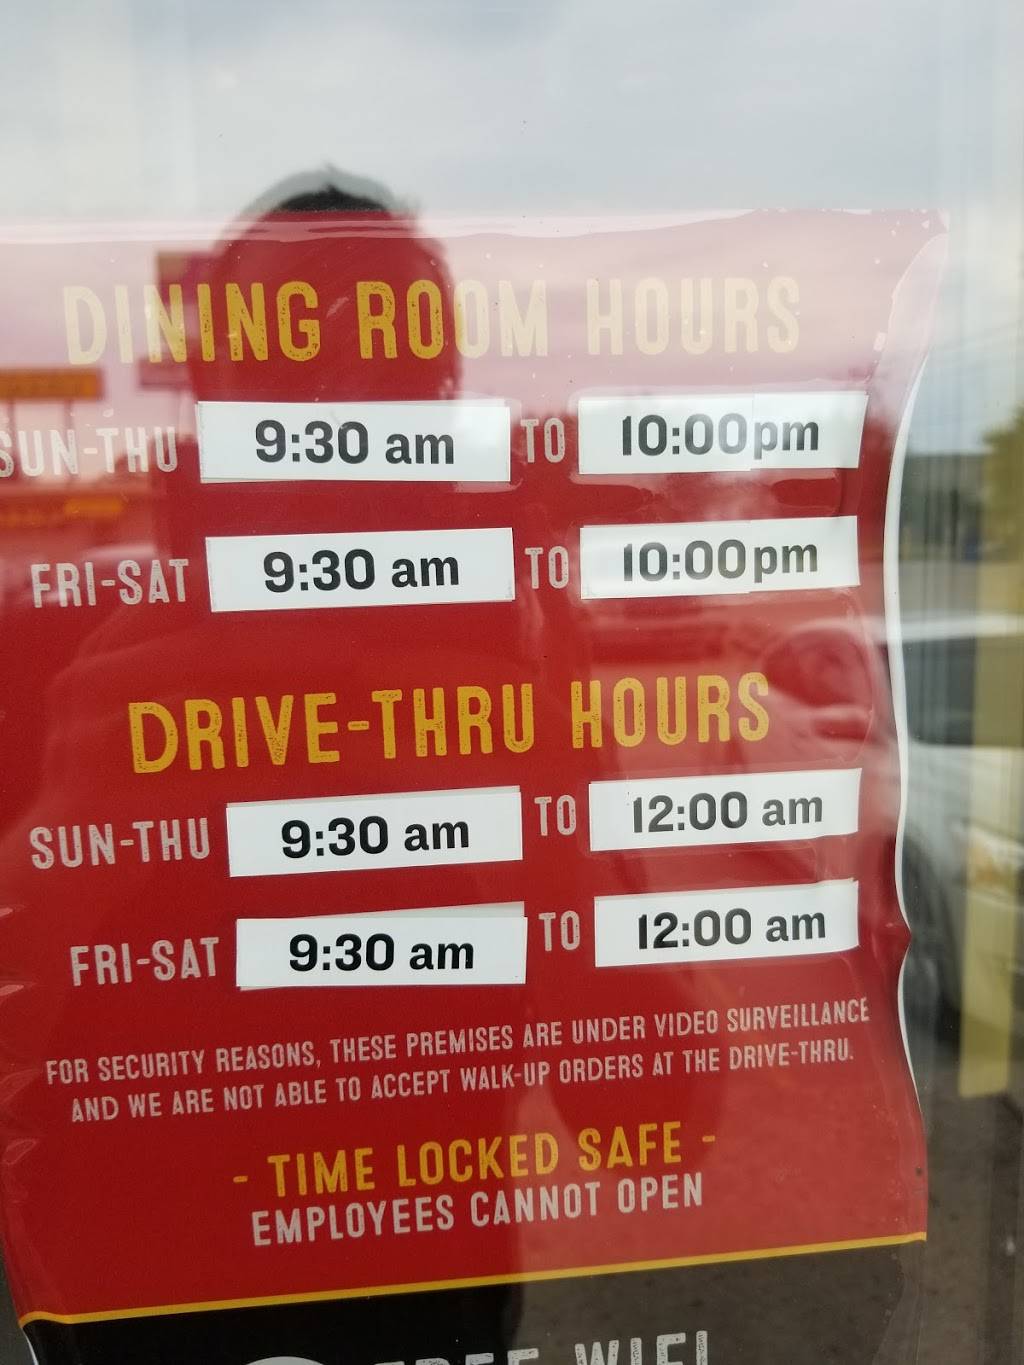 DINING ROOM HOURS
SUN-THU 9:30 am TO 10:00pm
FRI-SAT 9:30 am TO 10:00pm
DRIVE-THRU HOURS
SUN-THU 9:30 am TO 12:00 am
FRI-SAT 9:30 am TO 12:00 am
FOR SECURITY REASONS, THESE PREMISES ARE UNDER VIDEO SURVEILLANCE
AND WE ARE NOT ABLE TO ACCEPT WALK-UP ORDERS AT THE DRIVE-THRU.
- TIME LOCKED SAFE -
EMPLOYEES CANNOT OPEN
FREE WIFI